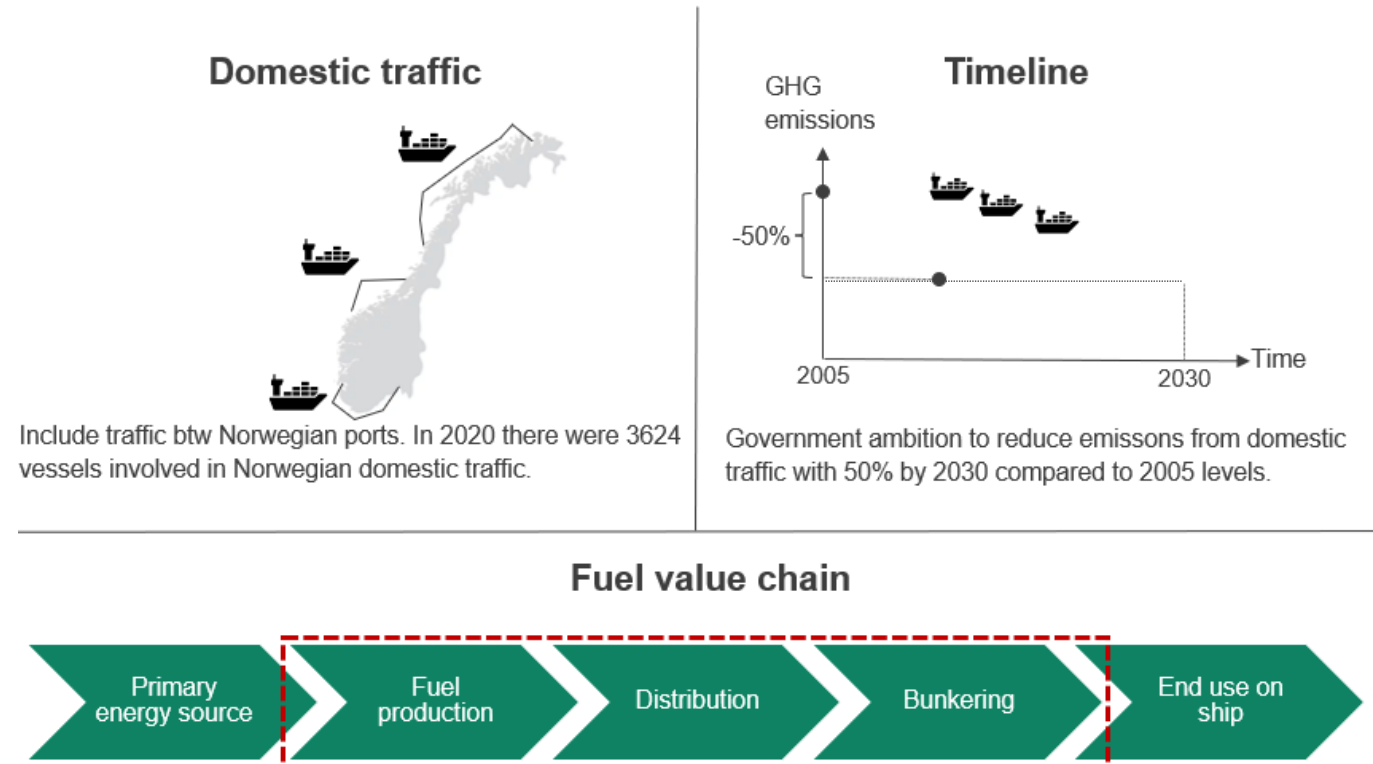 Domestic traffic
Include traffic btw Norwegian ports. In 2020 there were 3624
vessels involved in Norwegian domestic traffic.
Timeline
GHG
emissions
-50%
2005
2030
Time
Government ambition to reduce emissons from domestic
traffic with 50% by 2030 compared to 2005 levels.
Fuel value chain
Primary
energy source
Fuel
production
Distribution
Bunkering
End use on
ship